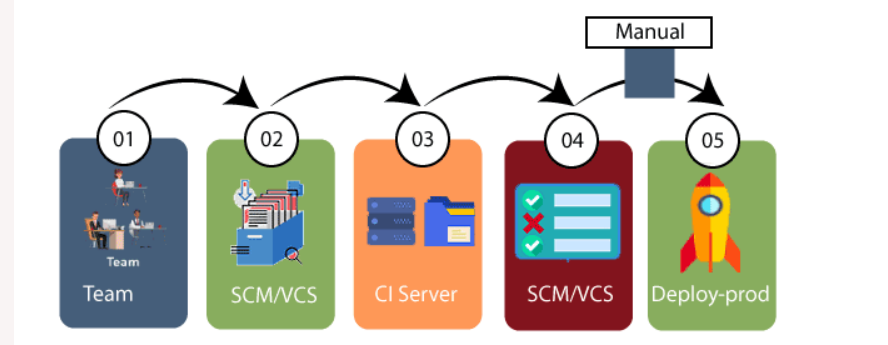 Manual
01
02
03
04
05
Team
Team
SCM/VCS
CI Server
SCM/VCS
Deploy-prod